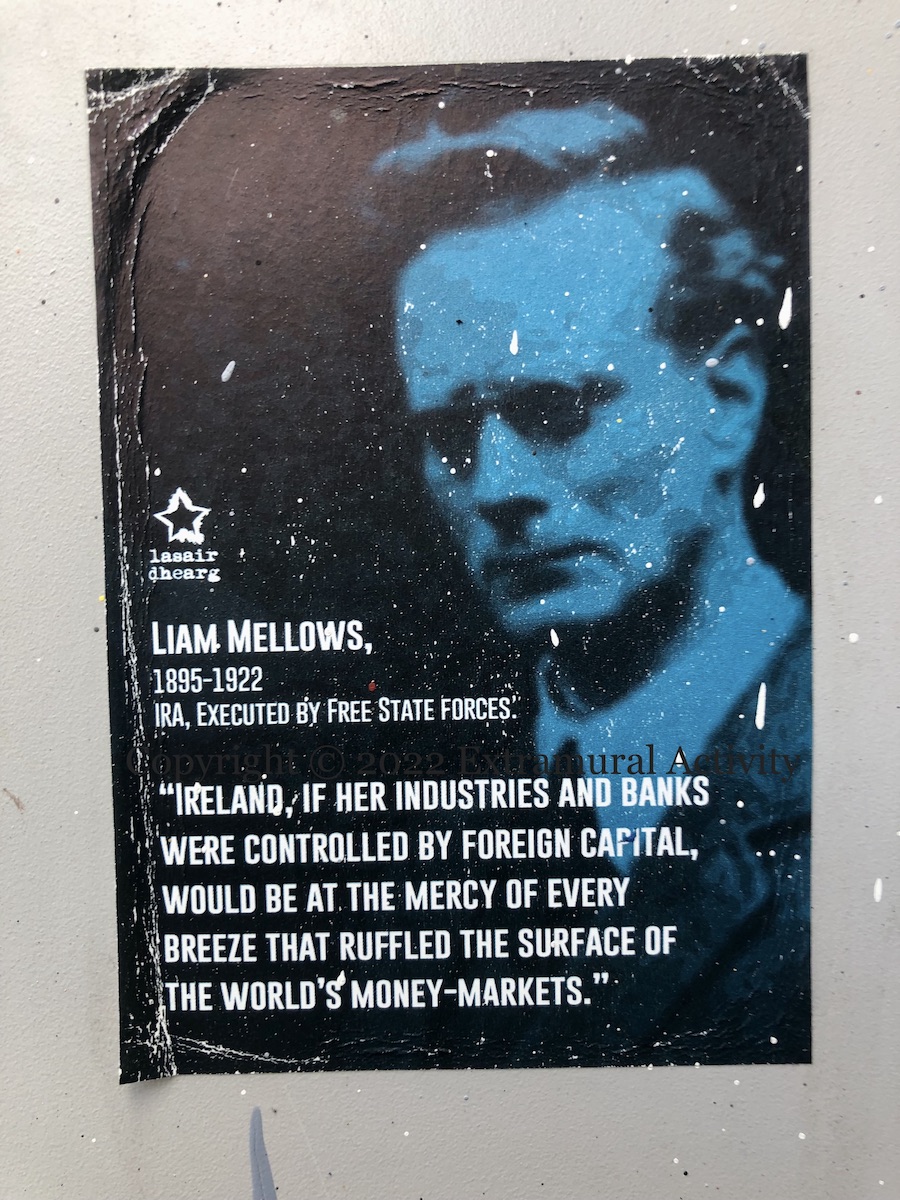 lasair
dhearg
LIAM MELLOWS,
1895-1922
IRA, EXECUTED BY FREE STATE FORCES.
Copyright © 2022 Extramural Activity
“IRELAND, IF HER INDUSTRIES AND BANKS
WERE CONTROLLED BY FOREIGN CAPITAL,
WOULD BE AT THE MERCY OF EVERY
BREEZE THAT RUFFLED THE SURFACE OF
THE WORLD’S MONEY-MARKETS.”